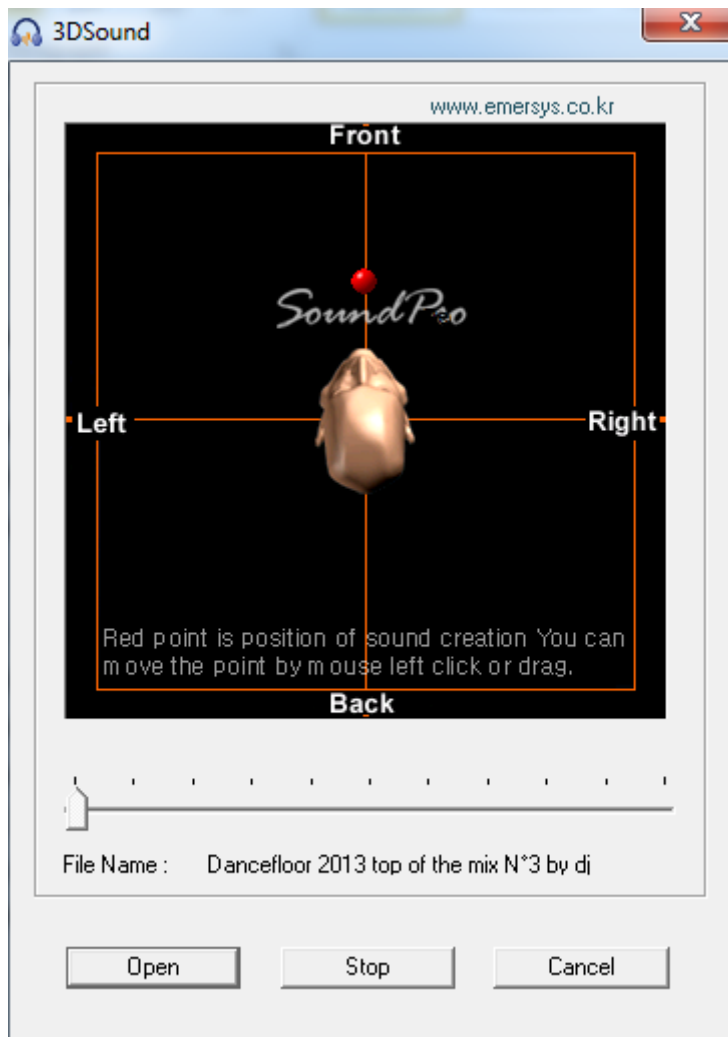 3DSound
www.emersys.co.kr
Front
SoundPro
Left
Right
Red point is position of sound creation You can
move the point by mouse left click or drag.
Back
File Name : Dancefloor 2013 top of the mix N°3 by dj
Open Stop Cancel